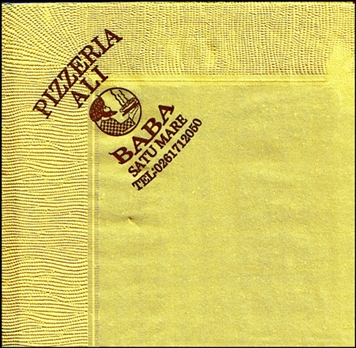 PIZZERIA
ALI
BABA
SATU MARE
TEL:0261712050